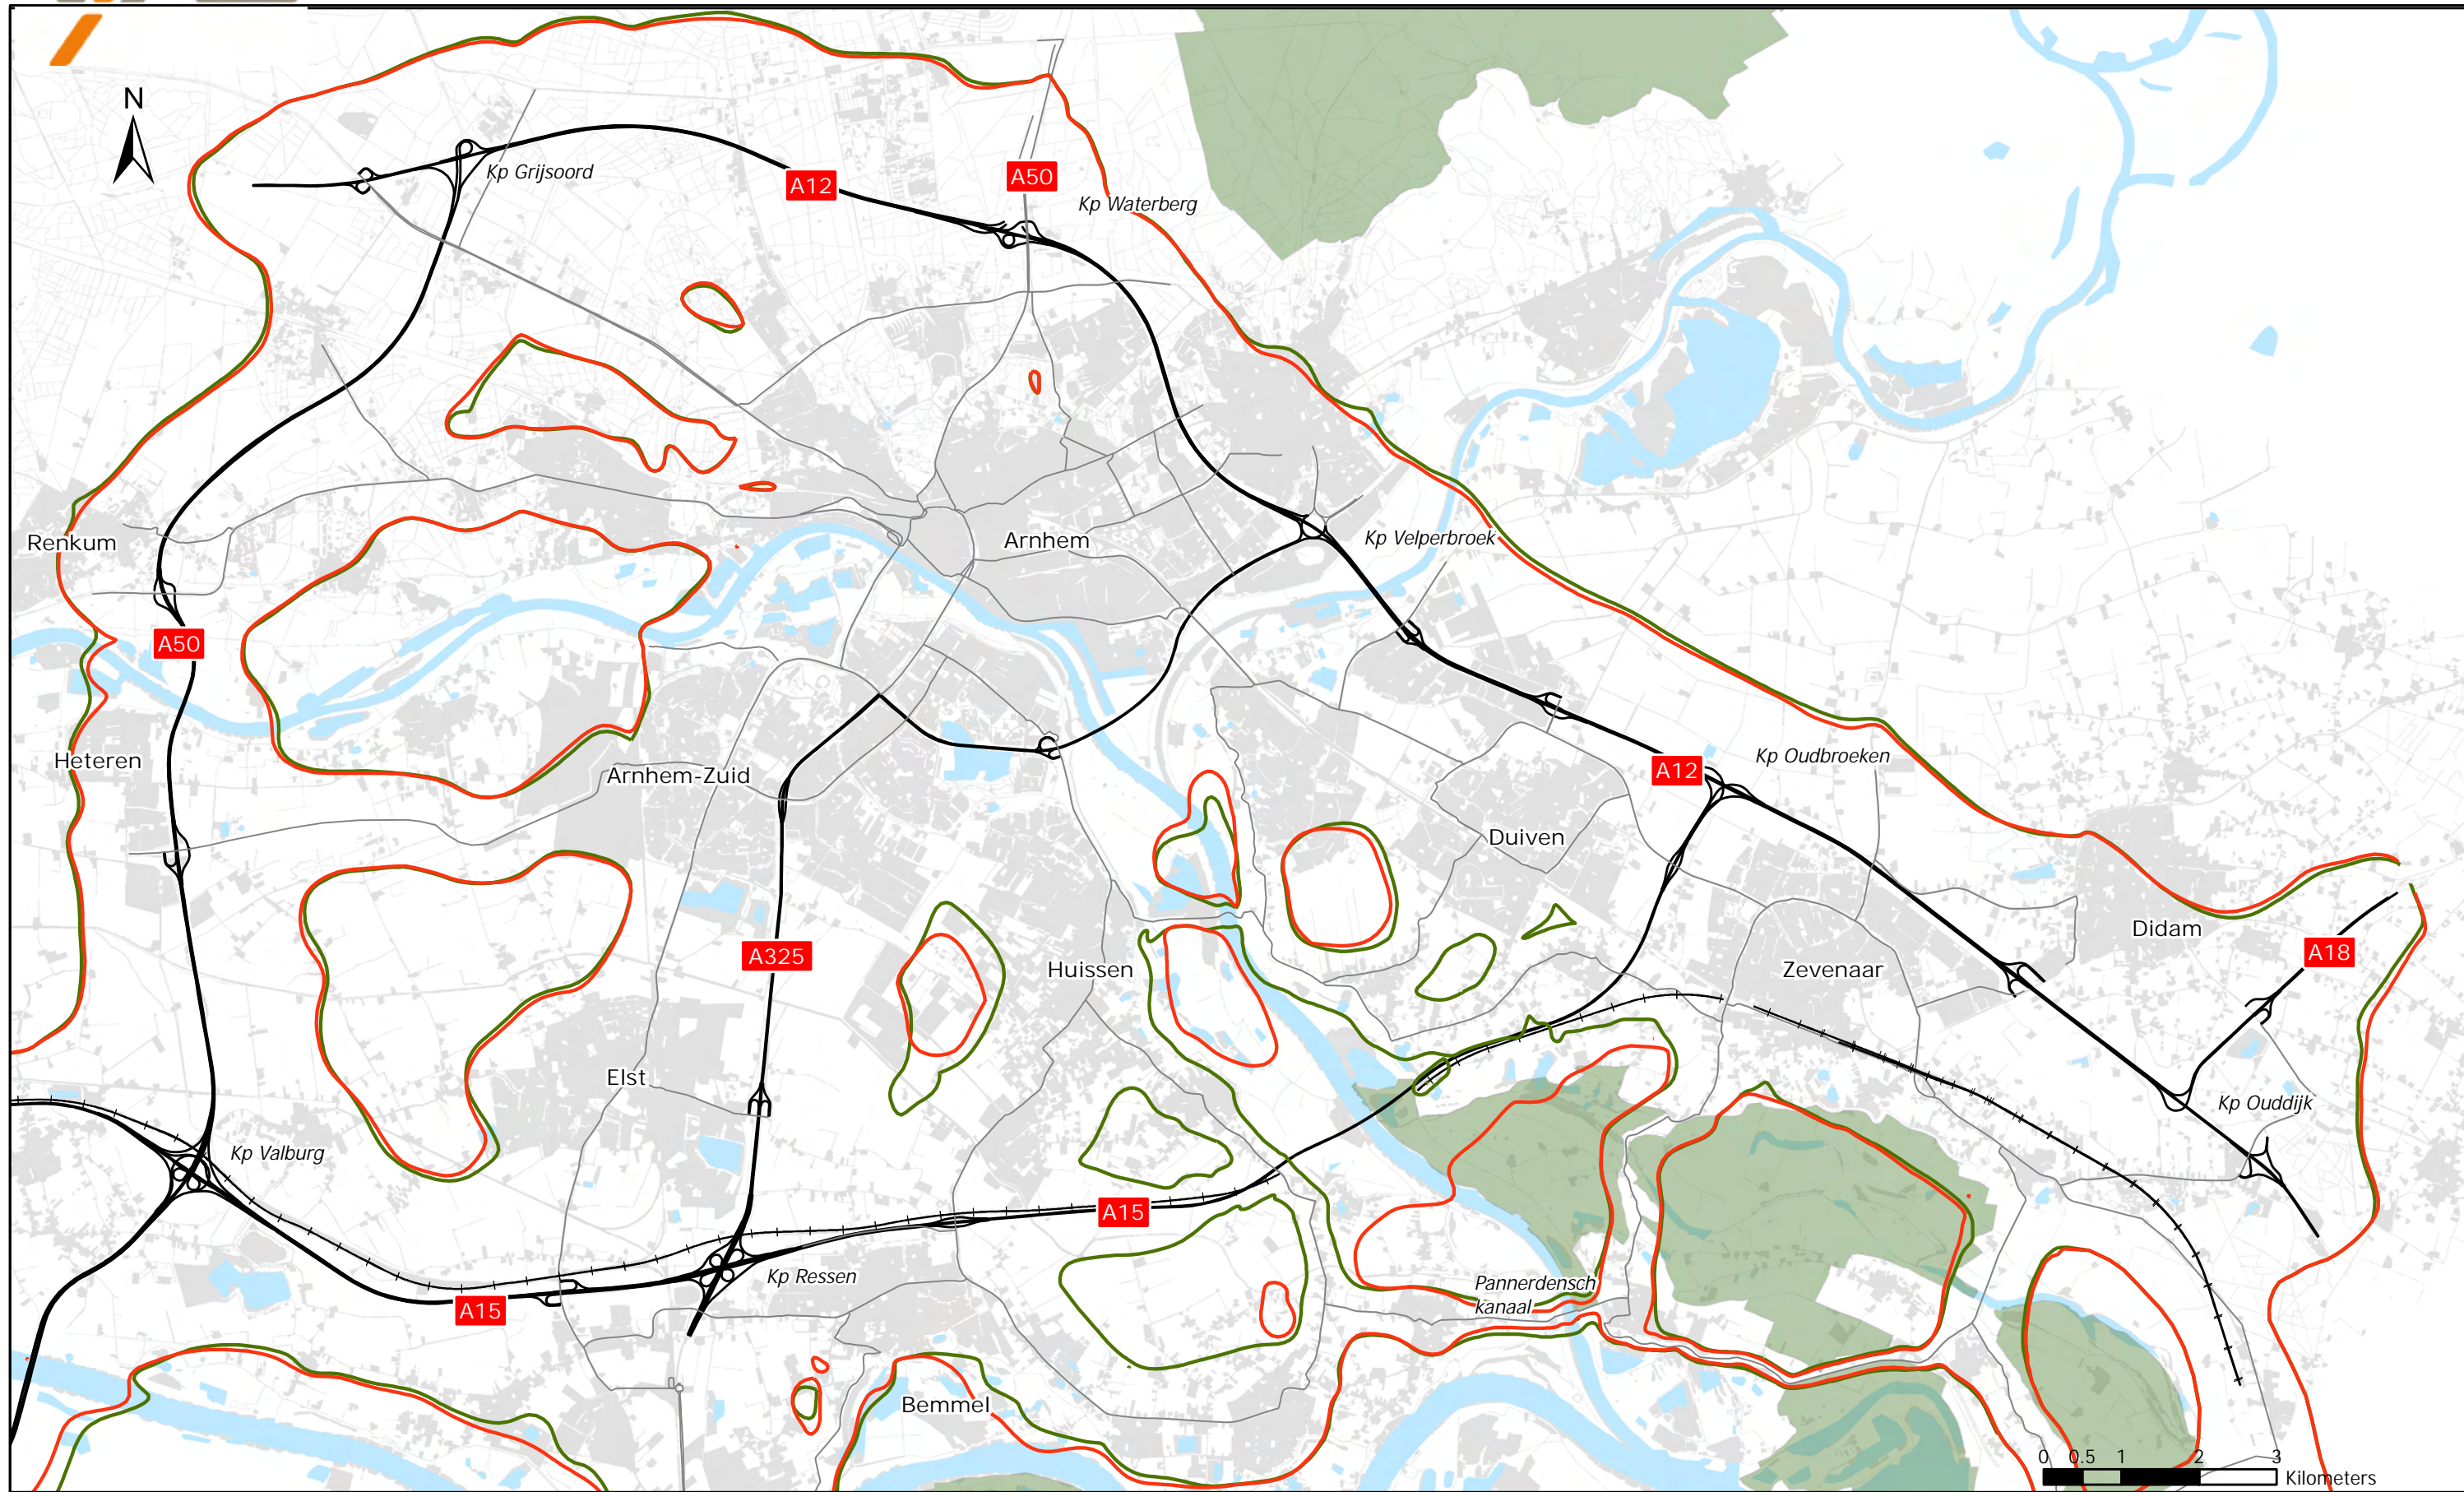 N
Kp Grijsoord
A12
A50
Kp Waterberg
Renkum
Arnhem
Kp Velperbroek
A50
Heteren
Arnhem-Zuid
A12
Kp Oudbroeken
Duiven
A325
Huissen
Zevenaar
Didam
A18
Elst
Kp Valburg
Kp Ouddijk
A15
Kp Ressen
A15
Pannerdensch
kanaal
Bemmel
0 0.5 1 2 3
Kilometers